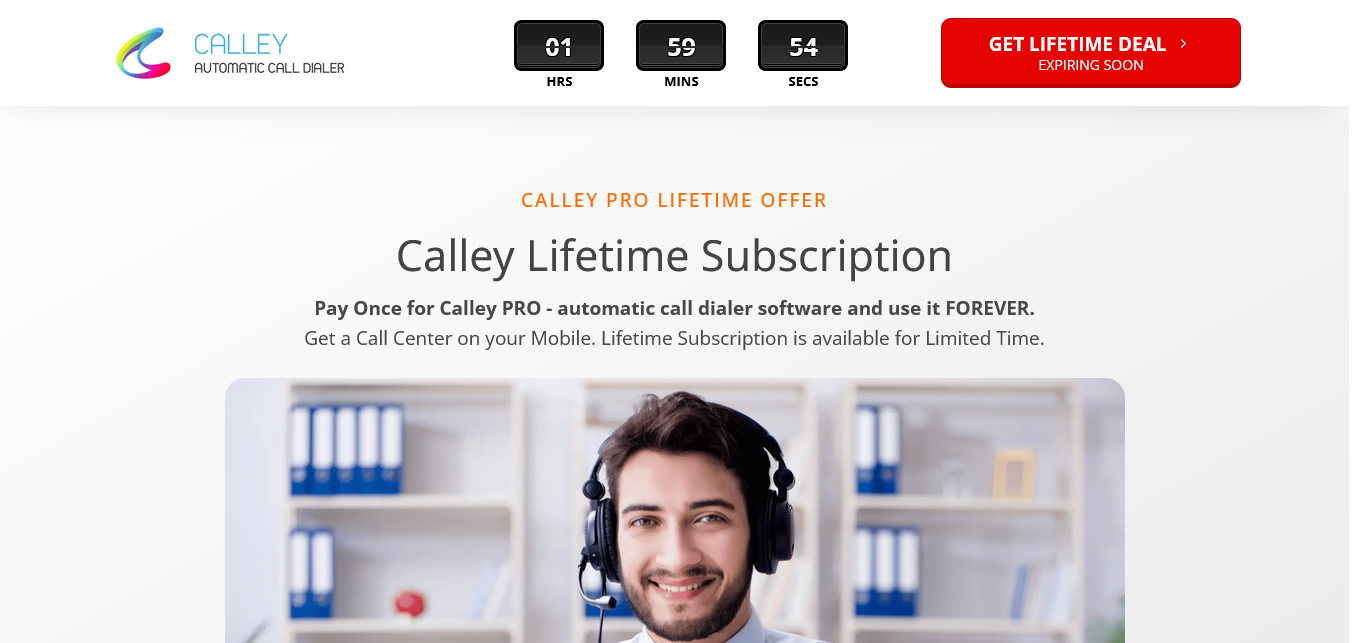 CALLEY
AUTOMATIC CALL DIALER
01
HRS
59
MINS
54
SECS
GET LIFETIME DEAL
EXPIRING SOON
CALLEY PRO LIFETIME OFFER
Calley Lifetime Subscription
Pay Once for Calley PRO - automatic call dialer software and use it FOREVER.
Get a Call Center on your Mobile. Lifetime Subscription is available for Limited Time.